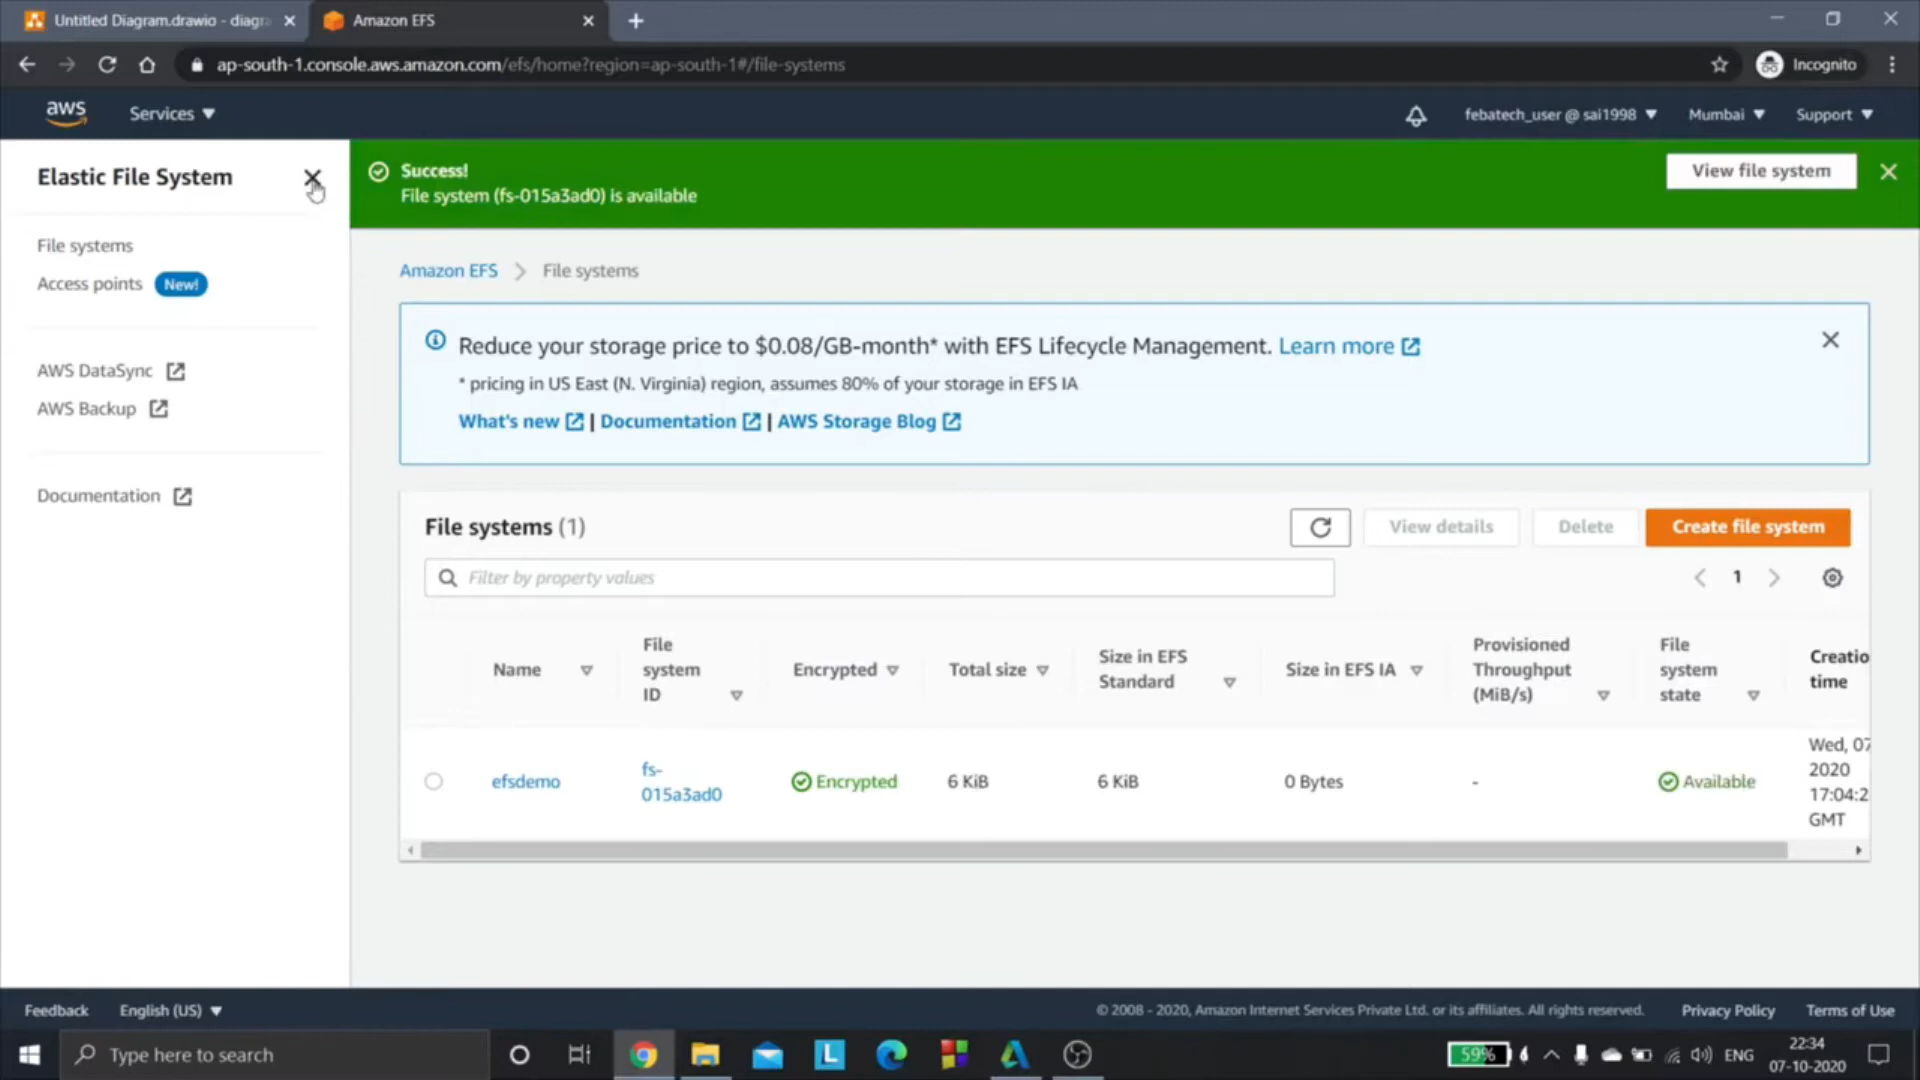 Untitled Diagram.drawio - diagra
Amazon EFS
ap-south-1.console.aws.amazon.com/efs/home?region=ap-south-1#/file-systems
Incognito
aws
Services
febatech_user @ sai1998
Mumbai
Support
Elastic File System
File systems
Access points New!
AWS DataSync
AWS Backup
Documentation
Success!
File system (fs-015a3ad0) is available
View file system
Amazon EFS
File systems
Reduce your storage price to $0.08/GB-month* with EFS Lifecycle Management. Learn more
* pricing in US East (N. Virginia) region, assumes 80% of your storage in EFS IA
What's new | Documentation | AWS Storage Blog
File systems (1)
View details
Delete
Create file system
Filter by property values
1
Name
File
system
ID
Encrypted
Total size
Size in EFS
Standard
Size in EFS IA
Provisioned
Throughput
(MiB/s)
File
system
state
Creatio
time
efsdemo
fs-
015a3ad0
Encrypted
6 KiB
6 KiB
0 Bytes
-
Available
Wed, 07
2020
17:04:2
GMT
Feedback
English (US)
© 2008 - 2020, Amazon Internet Services Private Ltd. or its affiliates. All rights reserved.
Privacy Policy
Terms of Use
Type here to search
L
59%
ENG
22:34
07-10-2020